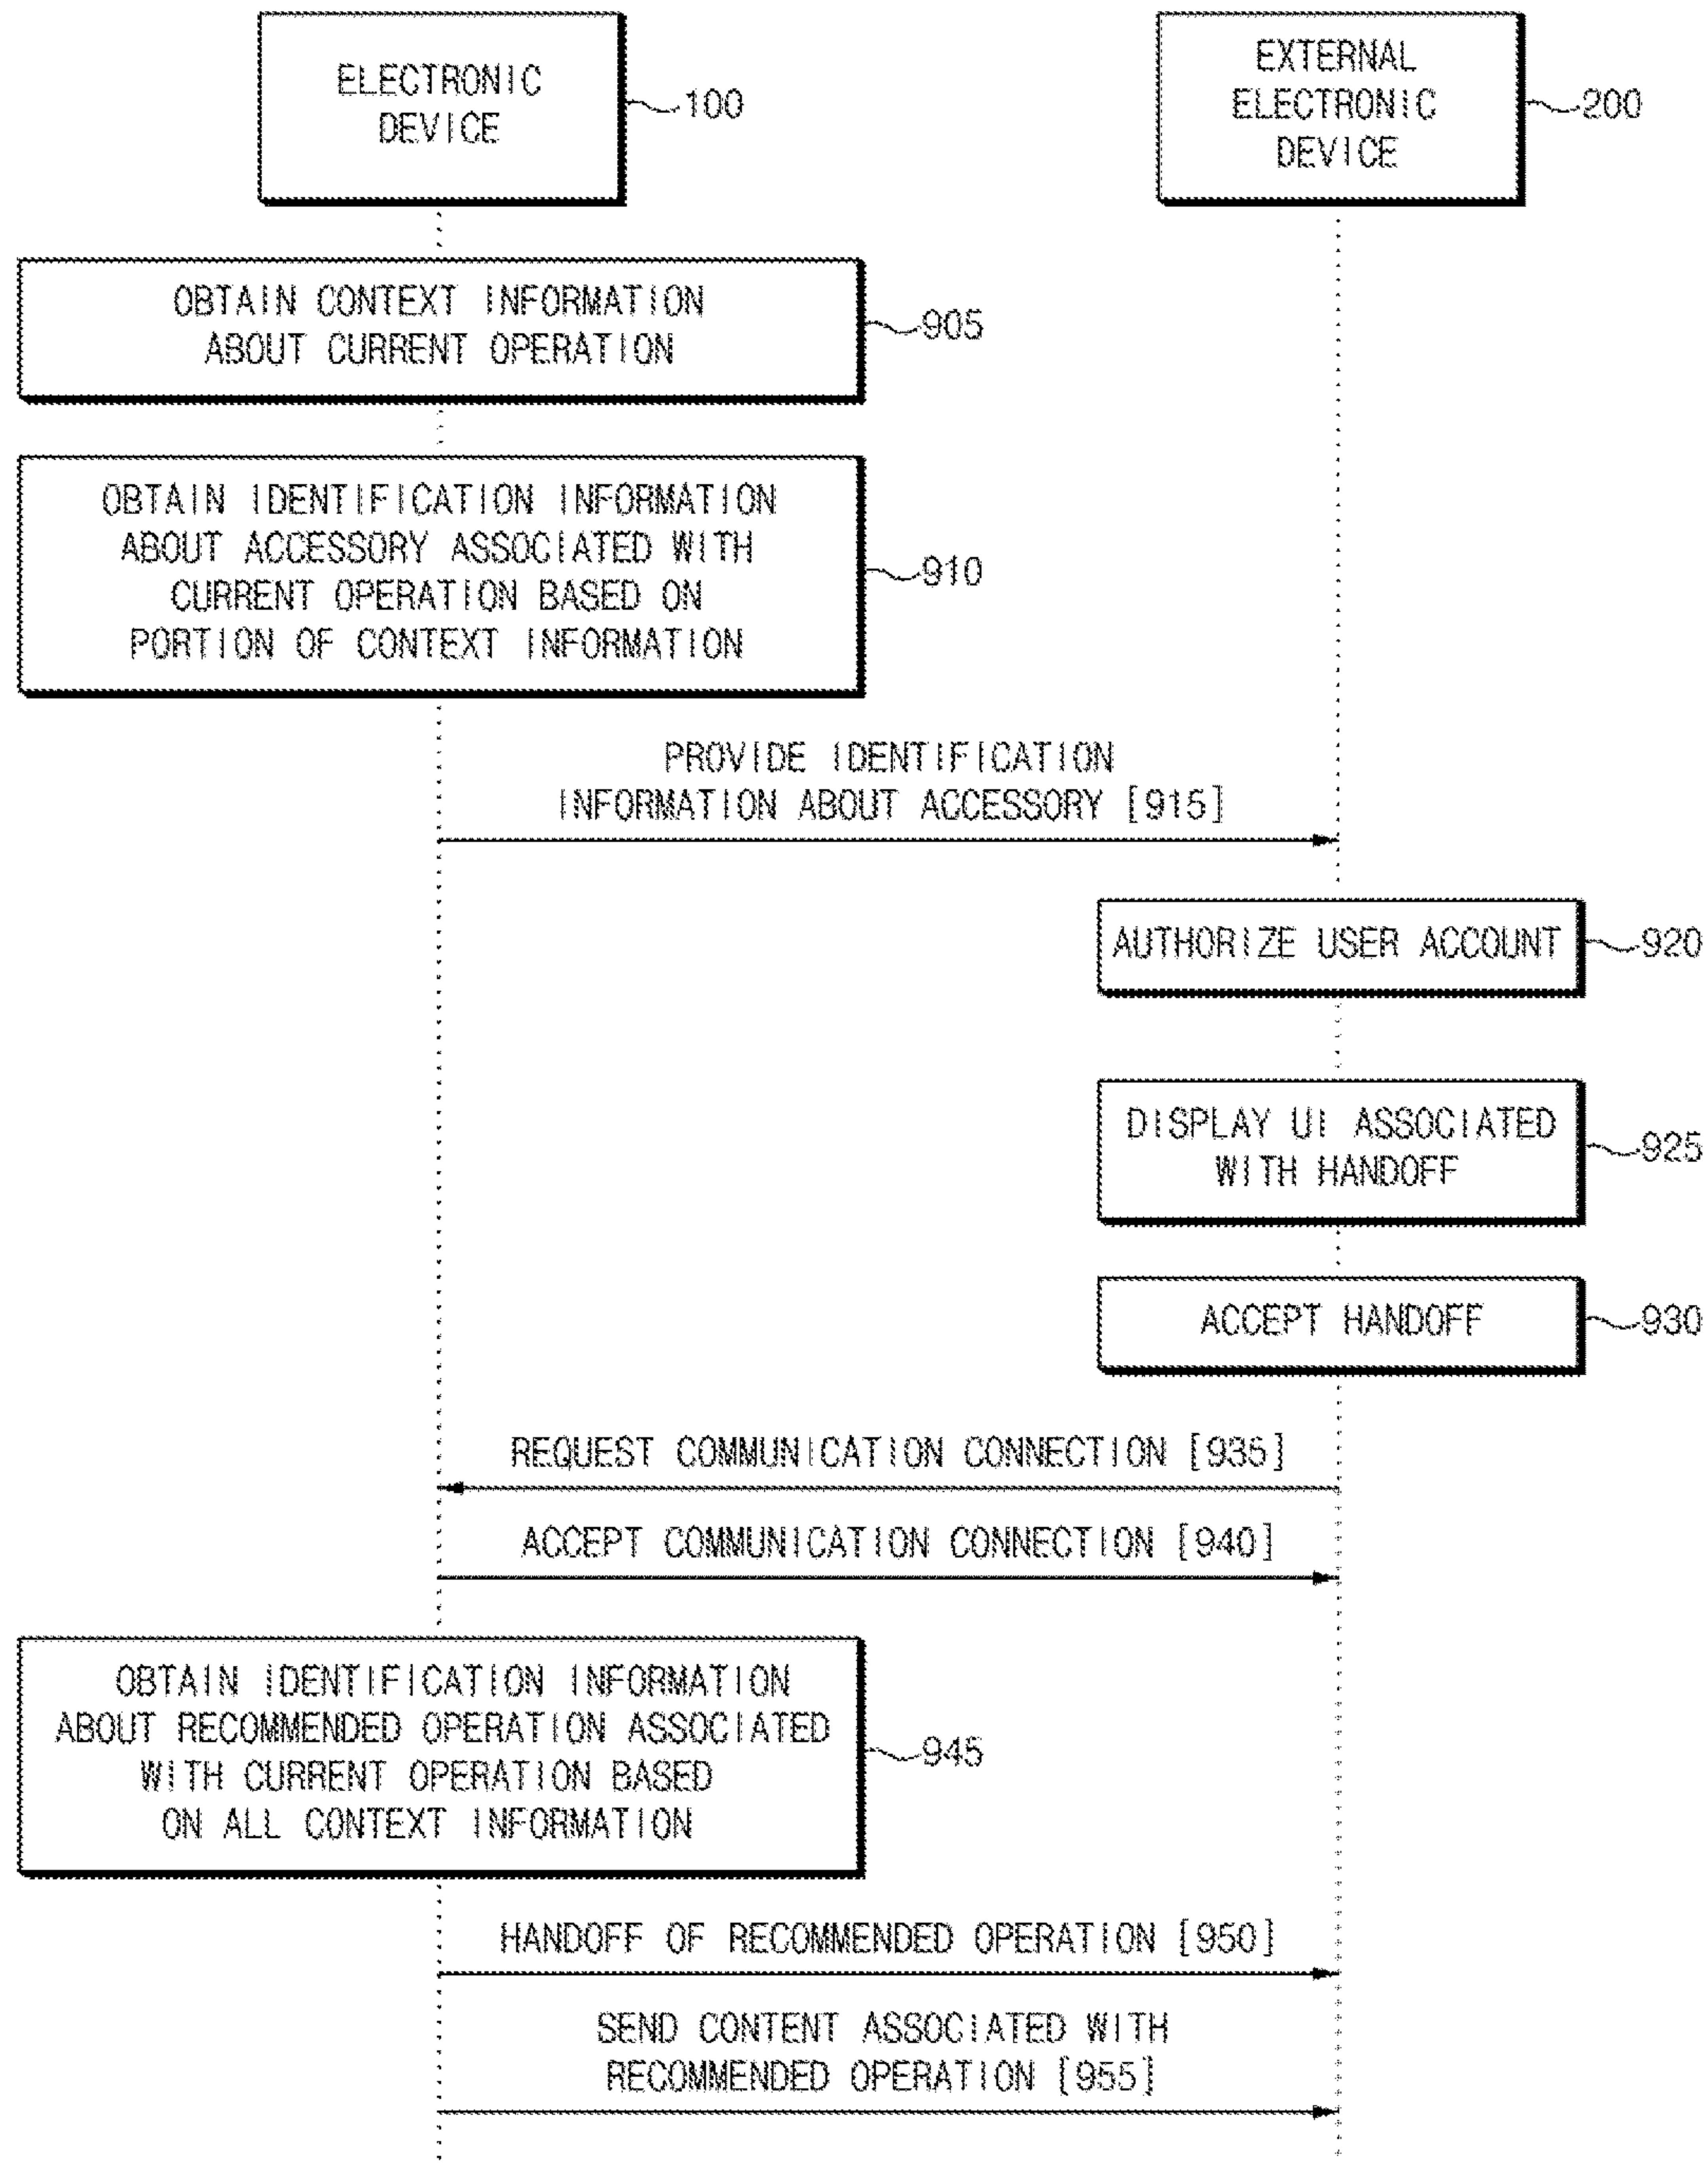 ELECTRONIC
DEVICE
100
EXTERNAL
ELECTRONIC
DEVICE
200
OBTAIN CONTEXT INFORMATION
ABOUT CURRENT OPERATION
905
OBTAIN IDENTIFICATION INFORMATION
ABOUT ACCESSORY ASSOCIATED WITH
CURRENT OPERATION BASED ON
PORTION OF CONTEXT INFORMATION
910
PROVIDE IDENTIFICATION
INFORMATION ABOUT ACCESSORY [915]
AUTHORIZE USER ACCOUNT
920
DISPLAY UI ASSOCIATED
WITH HANDOFF
925
ACCEPT HANDOFF
930
REQUEST COMMUNICATION CONNECTION [935]
ACCEPT COMMUNICATION CONNECTION [940]
OBTAIN IDENTIFICATION INFORMATION
ABOUT RECOMMENDED OPERATION ASSOCIATED
WITH CURRENT OPERATION BASED
ON ALL CONTEXT INFORMATION
945
HANDOFF OF RECOMMENDED OPERATION [950]
SEND CONTENT ASSOCIATED WITH
RECOMMENDED OPERATION [955]